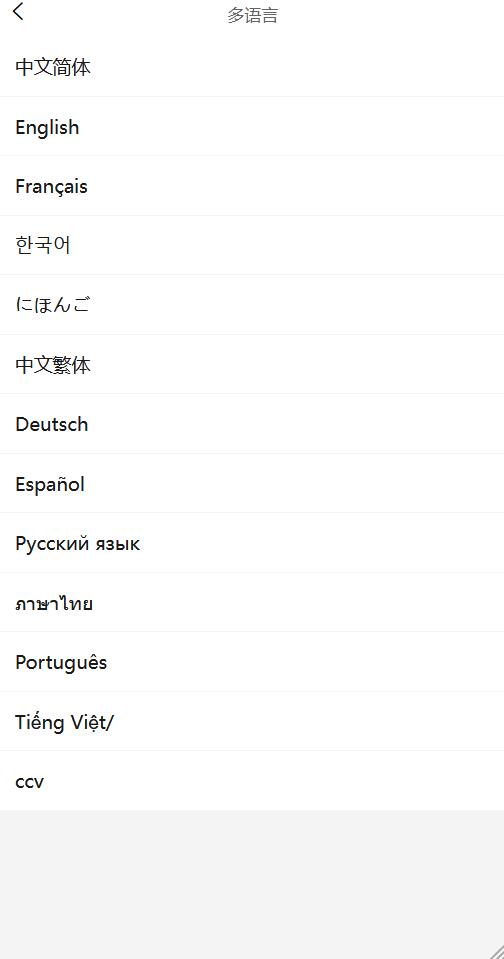 多语言
中文简体
English
Français
한국어
にほんご
中文繁体
Deutsch
Español
Русский язык
ภาษาไทย
Português
Tiếng Việt/
ccv